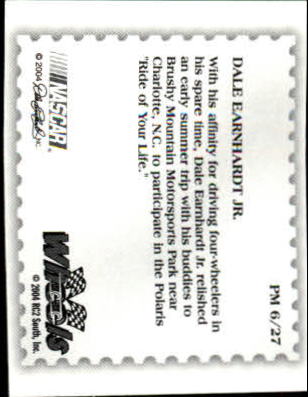 PM 6/27
DALE EARNHARDT JR.
With his affinity for driving four-wheelers in
his spare time, Dale Earnhardt Jr. relished
an early summer trip with his buddies to
Brushy Mountain Motorsports Park near
Charlotte, N.C. to participate in the Polaris
"Ride of Your Life."
NASCAR®
© 2004
INC.
Wheels
© 2004 RC2 South, Inc.